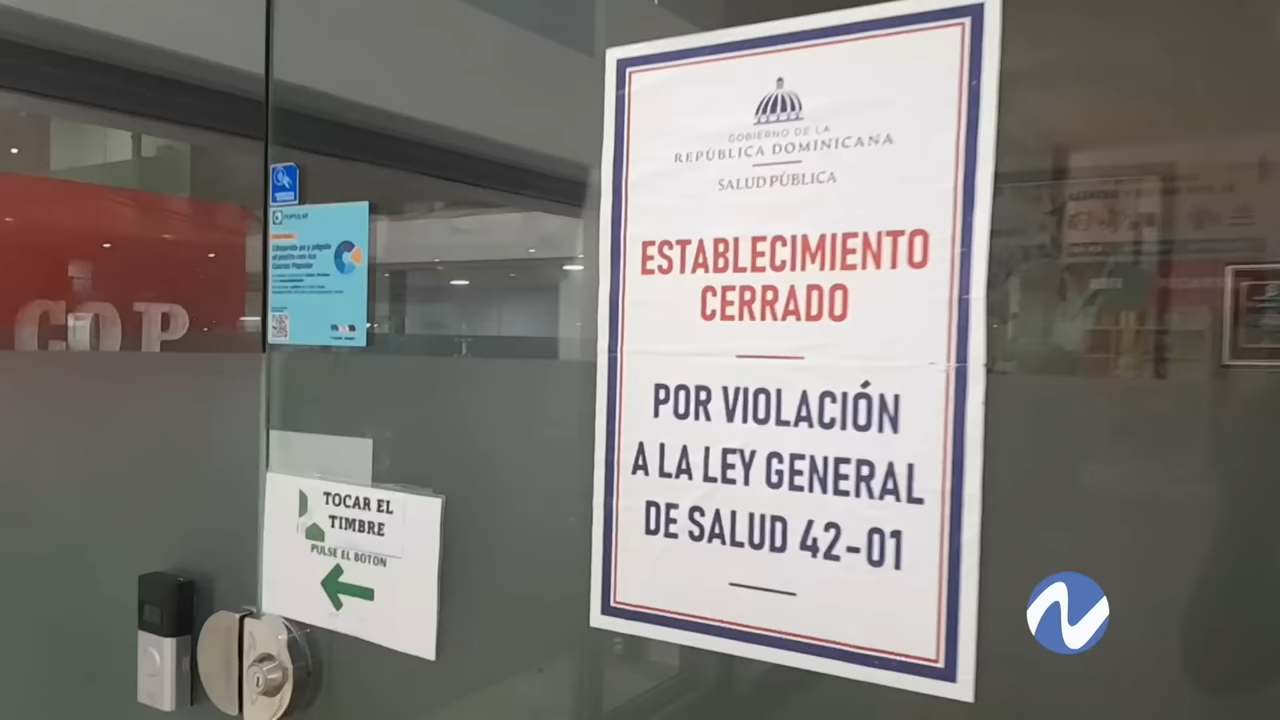 GOBIERNO DE LA
REPÚBLICA DOMINICANA
SALUD PÚBLICA
ESTABLECIMIENTO
CERRADO
POR VIOLACIÓN
A LA LEY GENERAL
DE SALUD 42-01
POPULAR
TOCAR EL
TIMBRE
PULSE EL BOTON
COP